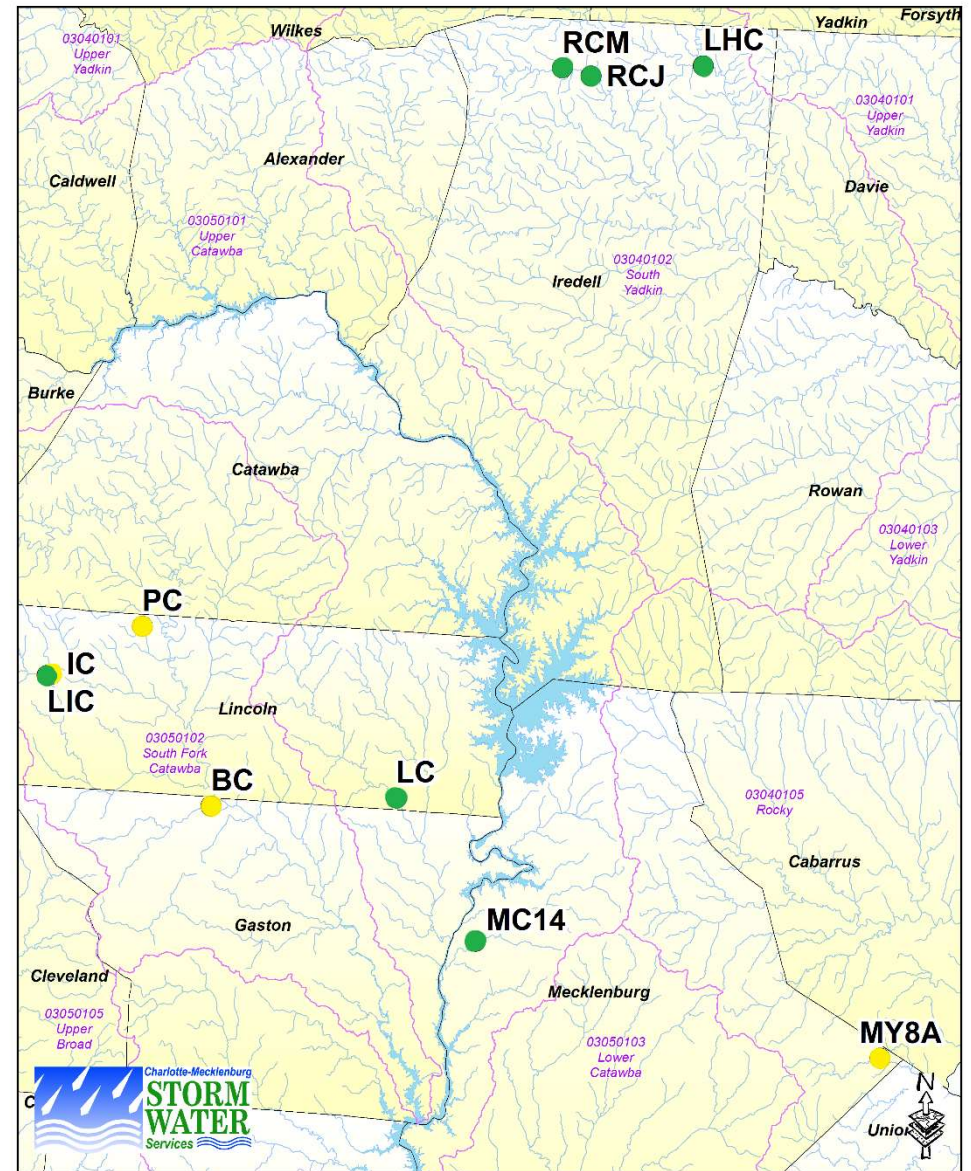 Wilkes
Yadkin
Forsyth
03040101
Upper
Yadkin
RCM
LHC
RCJ
03040101
Upper
Yadkin
Alexander
Caldwell
Davie
03050101
Upper
Catawba
03040102
South
Yadkin
Iredell
Burke
Catawba
Rowan
03040103
Lower
Yadkin
PC
IC
LIC
Lincoln
03050102
South Fork
Catawba
BC
LC
03040105
Rocky
Cabarrus
MC14
Gaston
Cleveland
Mecklenburg
03050105
Upper
Broad
03050103
Lower
Catawba
MY8A
Charlotte-Mecklenburg
STORM
WATER
Services
N